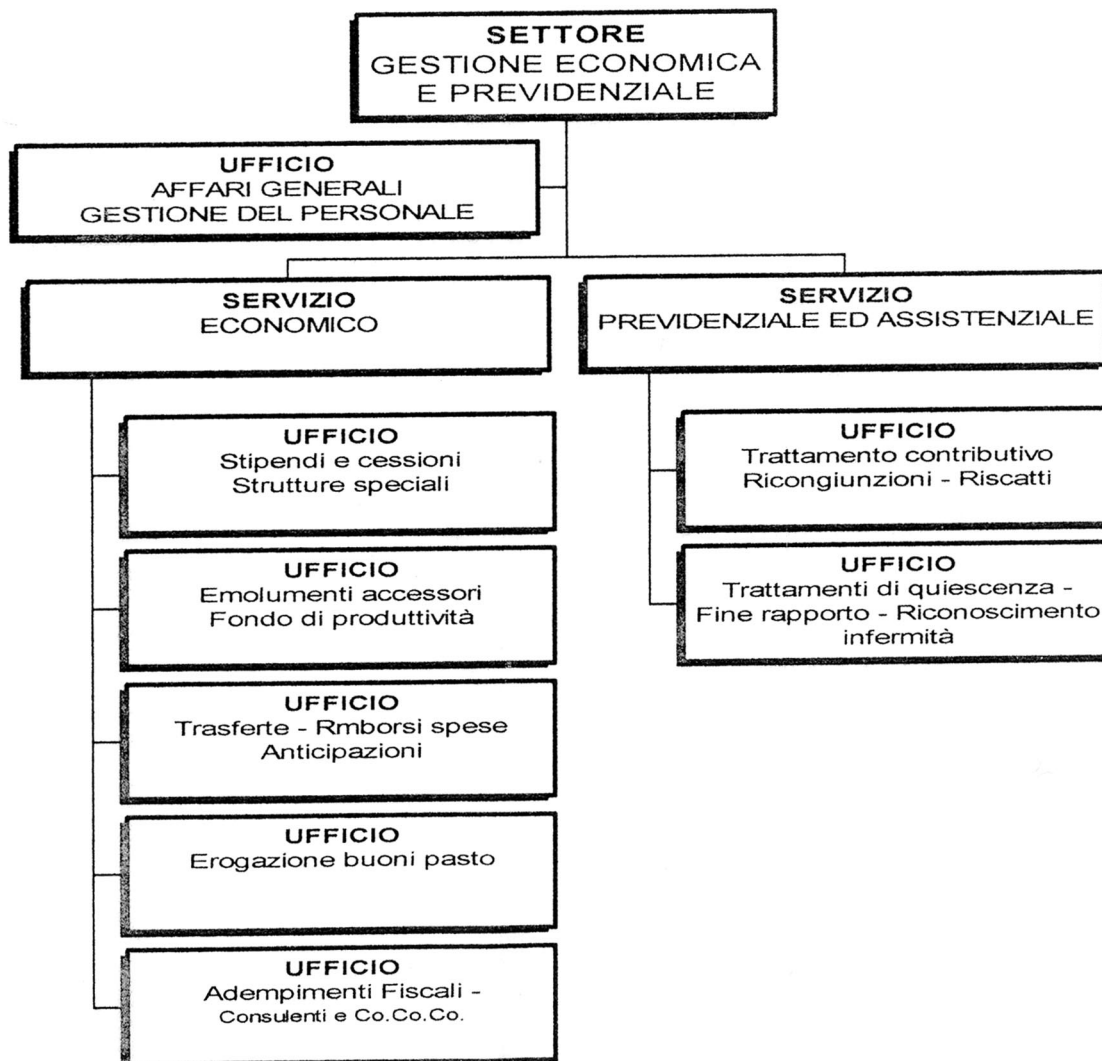 SETTORE
GESTIONE ECONOMICA
E PREVIDENZIALE
UFFICIO
AFFARI GENERALI
GESTIONE DEL PERSONALE
SERVIZIO
ECONOMICO
SERVIZIO
PREVIDENZIALE ED ASSISTENZIALE
UFFICIO
Stipendi e cessioni
Strutture speciali
UFFICIO
Emolumenti accessori
Fondo di produttività
UFFICIO
Trasferte - Rmborsi spese
Anticipazioni
UFFICIO
Erogazione buoni pasto
UFFICIO
Adempimenti Fiscali -
Consulenti e Co.Co.Co.
UFFICIO
Trattamento contributivo
Ricongiunzioni - Riscatti
UFFICIO
Trattamenti di quiescenza -
Fine rapporto - Riconoscimento
infermità